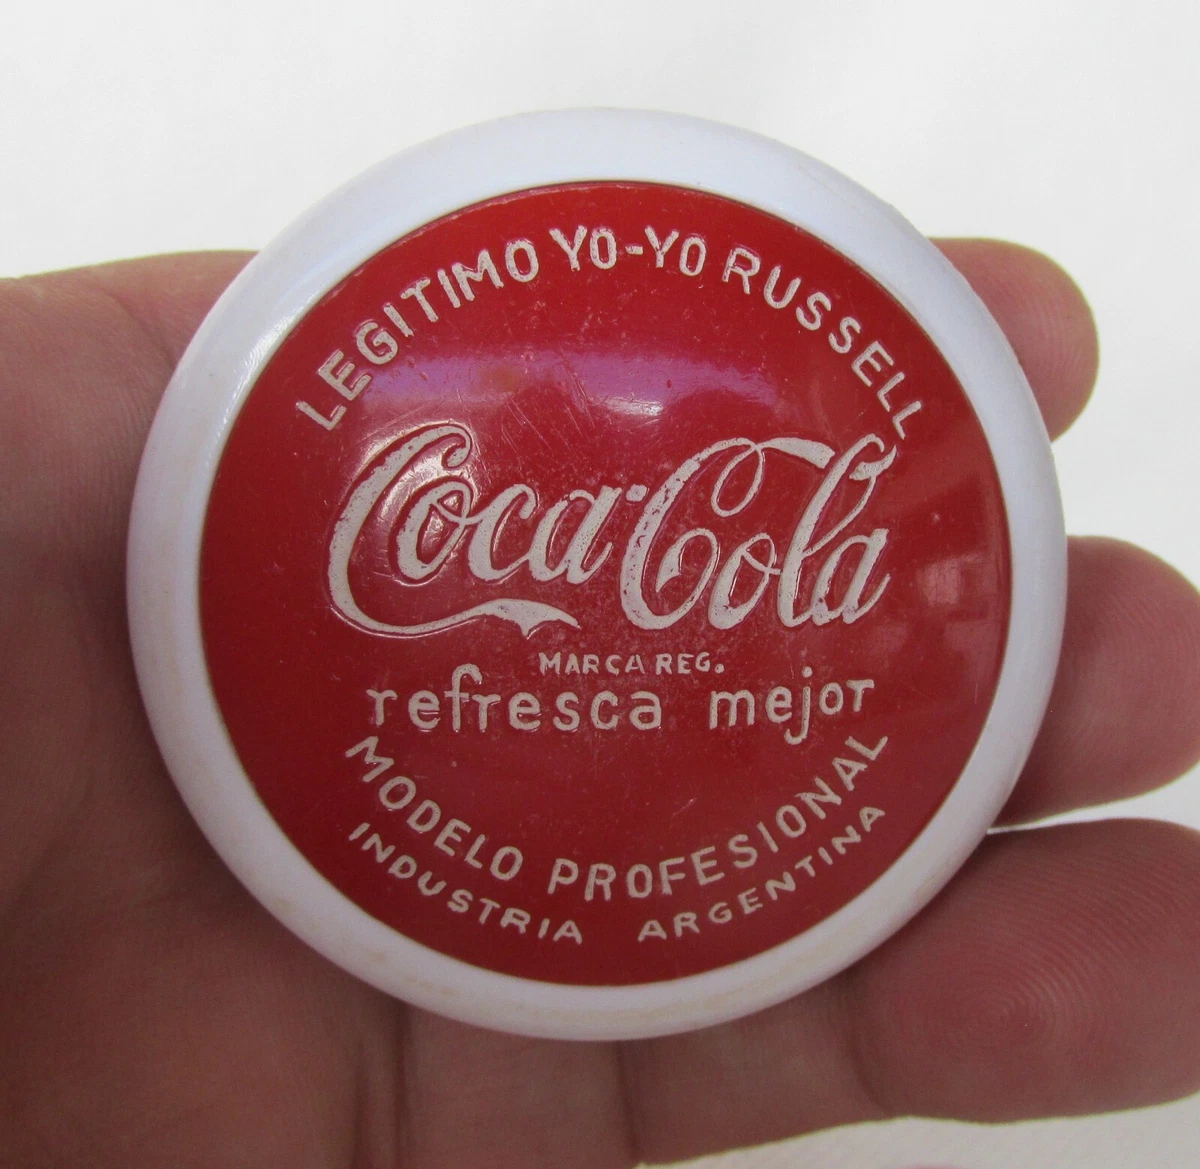 LEGITIMO YO-YO RUSSELL
Coca-Cola
MARCA REG.
refresca mejor
MODELO PROFESIONAL
INDUSTRIA ARGENTINA